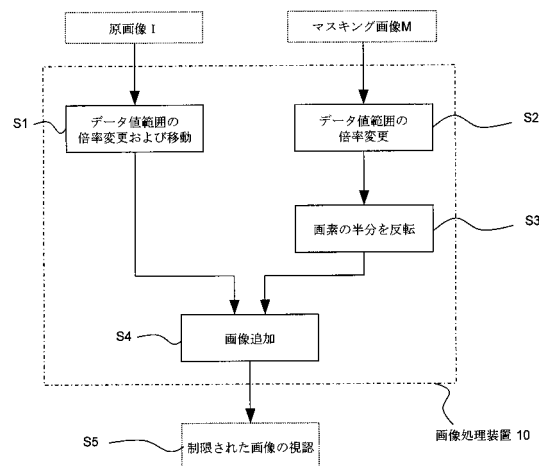 原画像 I
マスキング画像M
S1
データ値範囲の
倍率変更および移動
データ値範囲の
倍率変更
S2
画素の半分を反転
S3
S4
画像追加
S5
制限された画像の視認
画像処理装置 10